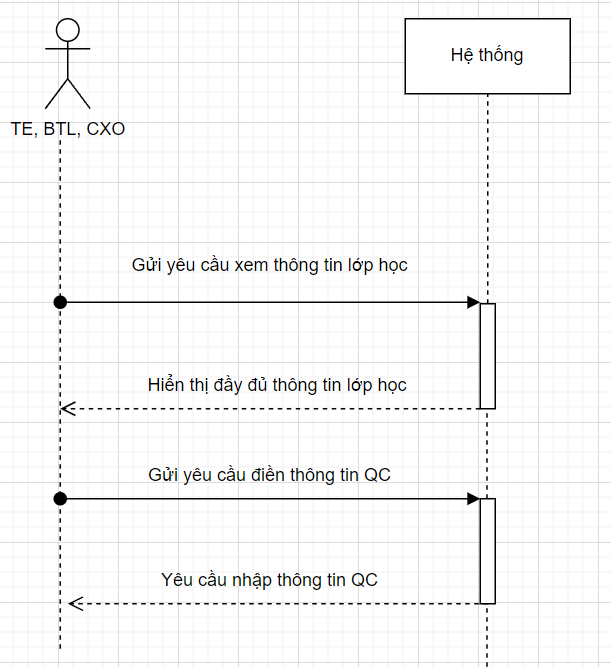 Hệ thống
TE, BTL, CXO
Gửi yêu cầu xem thông tin lớp học
Hiển thị đầy đủ thông tin lớp học
Gửi yêu cầu điền thông tin QC
Yêu cầu nhập thông tin QC